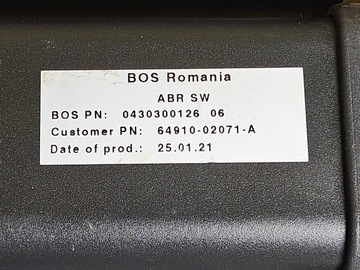 BOS Romania
ABR SW
BOS PN: 0430300126 06
Customer PN: 64910-02071-A
Date of prod.: 25.01.21